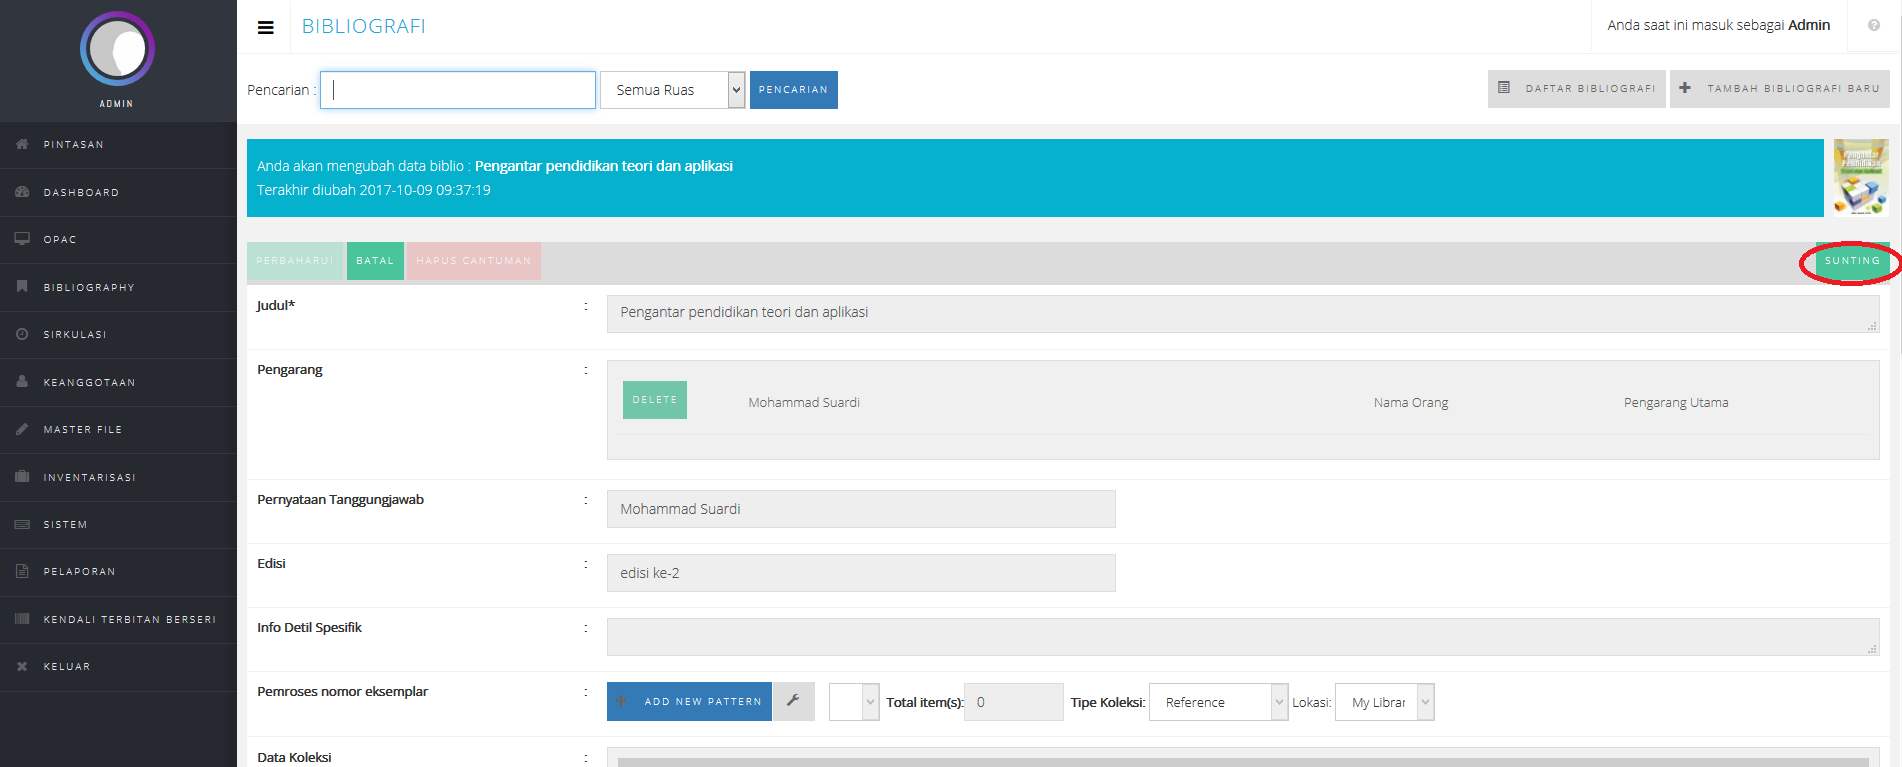 BIBLIOGRAFI
Anda saat ini masuk sebagai Admin
ADMIN
PINTASAN
DASHBOARD
OPAC
BIBLIOGRAPHY
SIRKULASI
KEANGGOTAAN
MASTER FILE
INVENTARISASI
SISTEM
PELAPORAN
KENDALI TERBITAN BERSERI
KELUAR
Pencarian : Semua Ruas PENCARIAN
DAFTAR BIBLIOGRAFI TAMBAH BIBLIOGRAFI BARU
Anda akan mengubah data biblio : Pengantar pendidikan teori dan aplikasi
Terakhir diubah 2017-10-09 09:37:19
Pengantar
Pendidikan
Teori dan Aplikasi
PERBAHARUI BATAL HAPUS CANTUMAN SUNTING
Judul* : Pengantar pendidikan teori dan aplikasi
Pengarang : DELETE Mohammad Suardi Nama Orang Pengarang Utama
Pernyataan Tanggungjawab : Mohammad Suardi
Edisi : edisi ke-2
Info Detil Spesifik :
Pemroses nomor eksemplar : ADD NEW PATTERN Total item(s): 0 Tipe Koleksi: Reference Lokasi: My Librar
Data Koleksi :